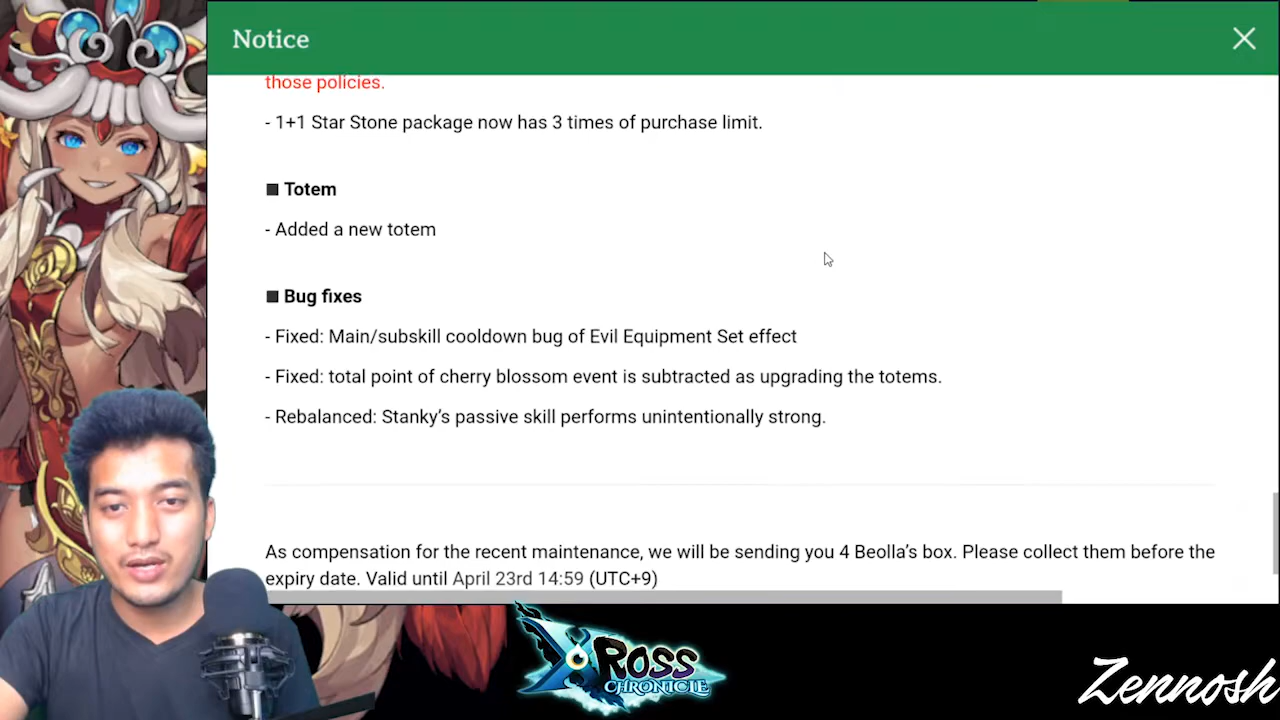 Notice
those policies.
- 1+1 Star Stone package now has 3 times of purchase limit.
■ Totem
- Added a new totem
■ Bug fixes
- Fixed: Main/subskill cooldown bug of Evil Equipment Set effect
- Fixed: total point of cherry blossom event is subtracted as upgrading the totems.
- Rebalanced: Stanky's passive skill performs unintentionally strong.
As compensation for the recent maintenance, we will be sending you 4 Beolla's box. Please collect them before the
expiry date. Valid until April 23rd 14:59 (UTC+9)
XROSS
CHRONICLE
Zennosh